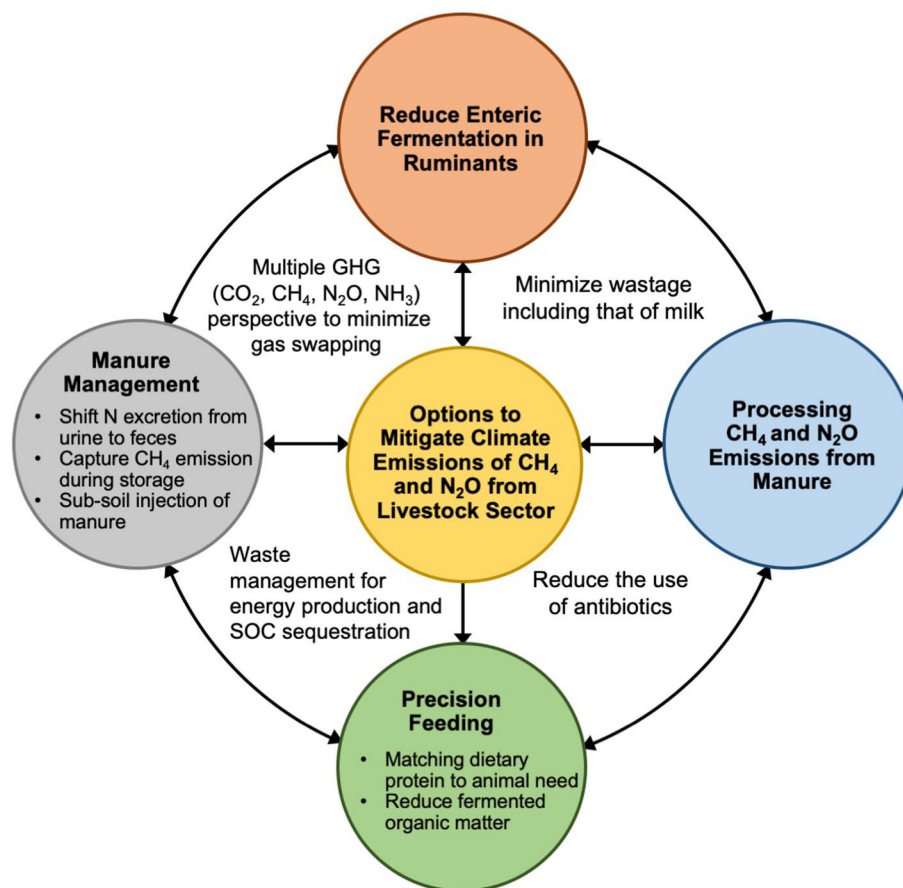 Reduce Enteric
Fermentation in
Ruminants
Multiple GHG
(CO₂, CH₄, N₂O, NH₃)
perspective to minimize
gas swapping
Minimize wastage
including that of milk
Manure
Management
• Shift N excretion from
urine to feces
• Capture CH₄ emission
during storage
• Sub-soil injection of
manure
Options to
Mitigate Climate
Emissions of CH₄
and N₂O from
Livestock Sector
Processing
CH₄ and N₂O
Emissions from
Manure
Waste
management for
energy production and
SOC sequestration
Reduce the use
of antibiotics
Precision
Feeding
• Matching dietary
protein to animal need
• Reduce fermented
organic matter